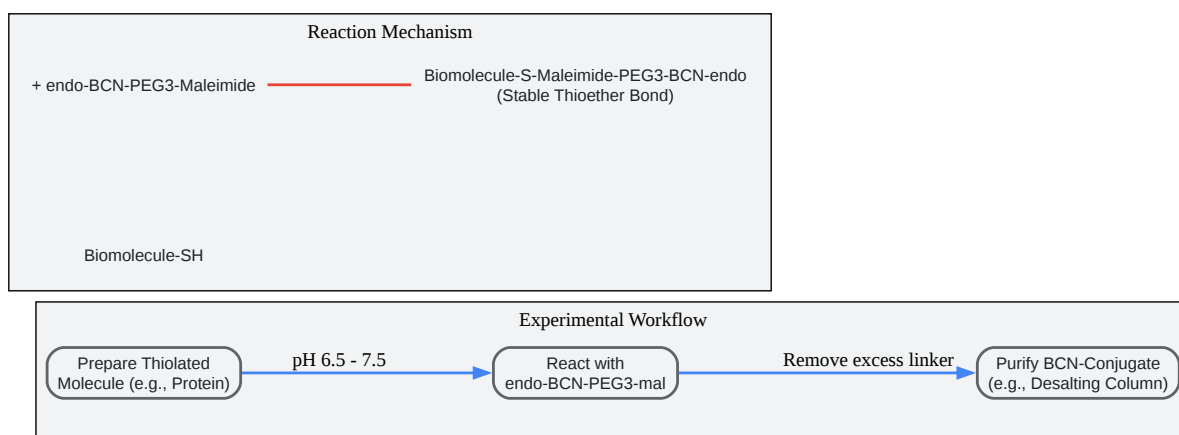 Reaction Mechanism
+ endo-BCN-PEG3-Maleimide
Biomolecule-S-Maleimide-PEG3-BCN-endo
(Stable Thioether Bond)
Biomolecule-SH
Experimental Workflow
Prepare Thiolated
Molecule (e.g., Protein)
pH 6.5 - 7.5
React with
endo-BCN-PEG3-mal
Remove excess linker
Purify BCN-Conjugate
(e.g., Desalting Column)